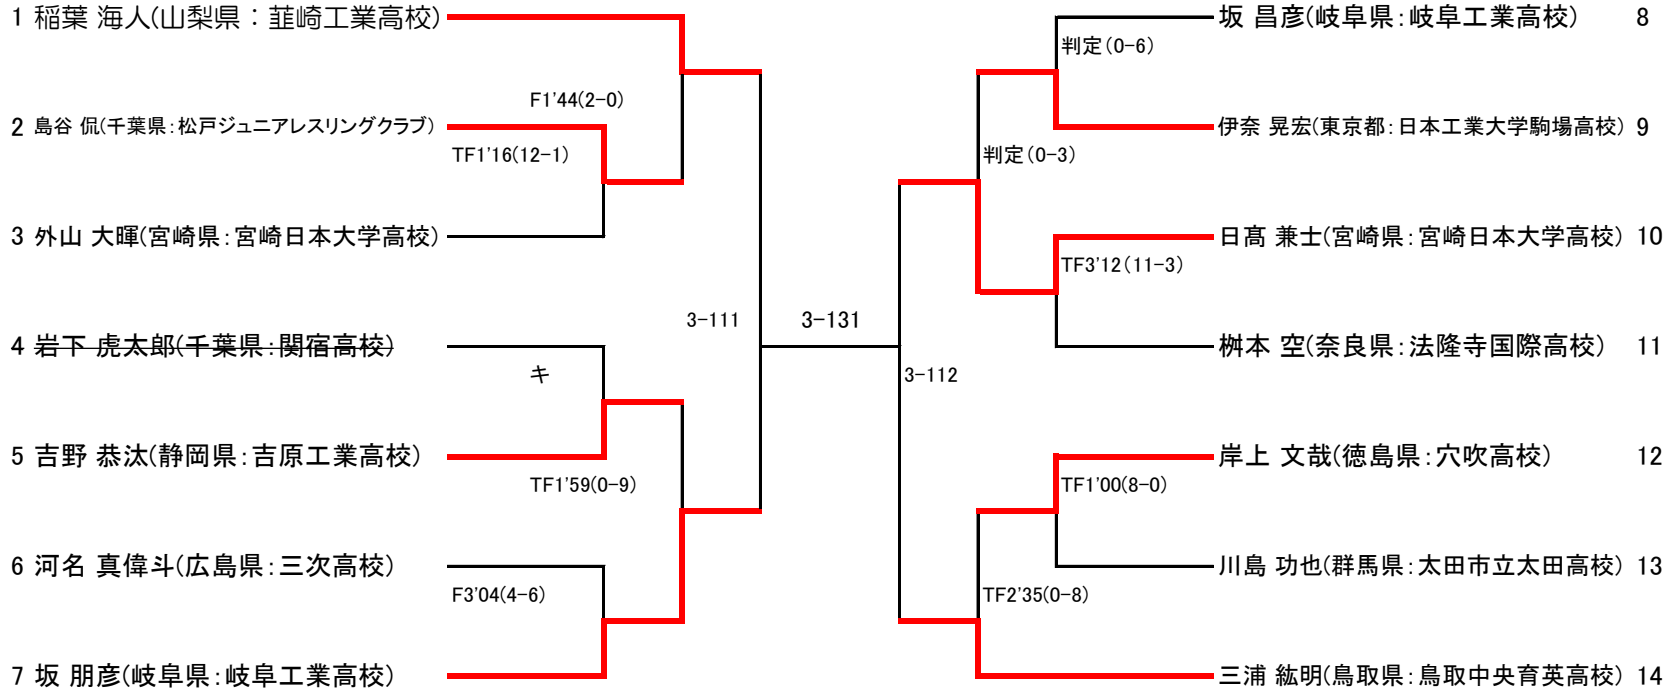 1 稲葉 海人(山梨県：韮崎工業高校)
F1'44(2-0)
2 島谷 侃(千葉県：松戸ジュニアレスリングクラブ)
TF1'16(12-1)
3 外山 大暉(宮崎県：宮崎日本大学高校)
3-111
4 岩下 虎太郎(千葉県：関宿高校)
キ
5 吉野 恭汰(静岡県：吉原工業高校)
TF1'59(0-9)
6 河名 真偉斗(広島県：三次高校)
F3'04(4-6)
7 坂 朋彦(岐阜県：岐阜工業高校)
3-131
坂 昌彦(岐阜県：岐阜工業高校) 8
判定(0-6)
伊奈 晃宏(東京都：日本工業大学駒場高校) 9
判定(0-3)
日髙 兼士(宮崎県：宮崎日本大学高校) 10
TF3'12(11-3)
桝本 空(奈良県：法隆寺国際高校) 11
3-112
岸上 文哉(徳島県：穴吹高校) 12
TF1'00(8-0)
川島 功也(群馬県：太田市立太田高校) 13
TF2'35(0-8)
三浦 紘明(鳥取県：鳥取中央育英高校) 14